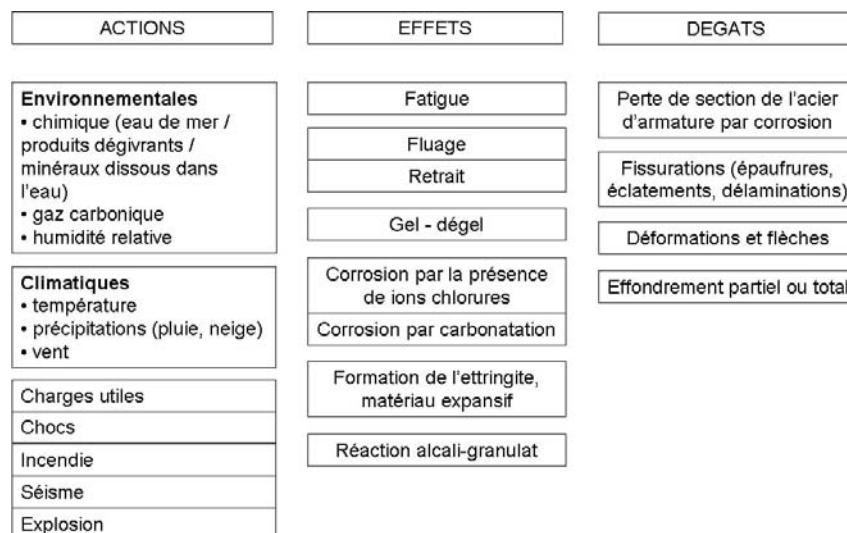 ACTIONS
EFFETS
DEGATS
Environnementales
• chimique (eau de mer /
produits dégivrants /
minéraux dissous dans
l'eau)
• gaz carbonique
• humidité relative
Climatiques
• température
• précipitations (pluie, neige)
• vent
Charges utiles
Chocs
Incendie
Séisme
Explosion
Fatigue
Fluage
Retrait
Gel - dégel
Corrosion par la présence
de ions chlorures
Corrosion par carbonatation
Formation de l'ettringite,
matériau expansif
Réaction alcali-granulat
Perte de section de l'acier
d'armature par corrosion
Fissurations (épaufrures,
éclatements, délaminations)
Déformations et flèches
Effondrement partiel ou total